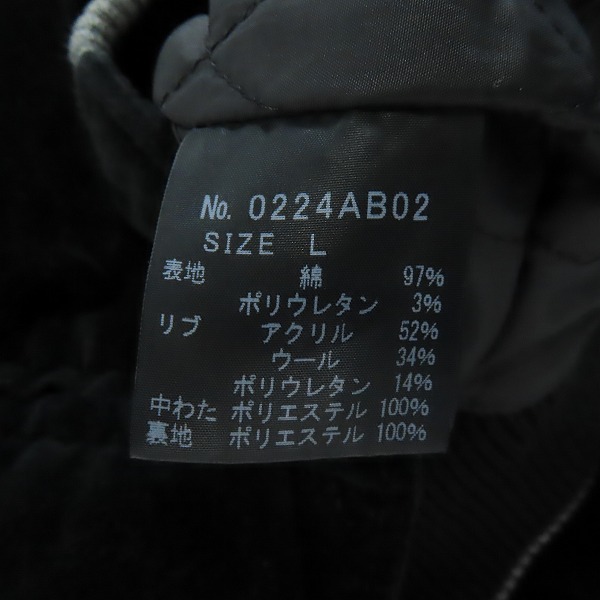 No. 0224AB02
SIZE L
表地 綿 97%
ポリウレタン 3%
リブ アクリル 52%
ウール 34%
ポリウレタン 14%
中わた ポリエステル 100%
裏地 ポリエステル 100%